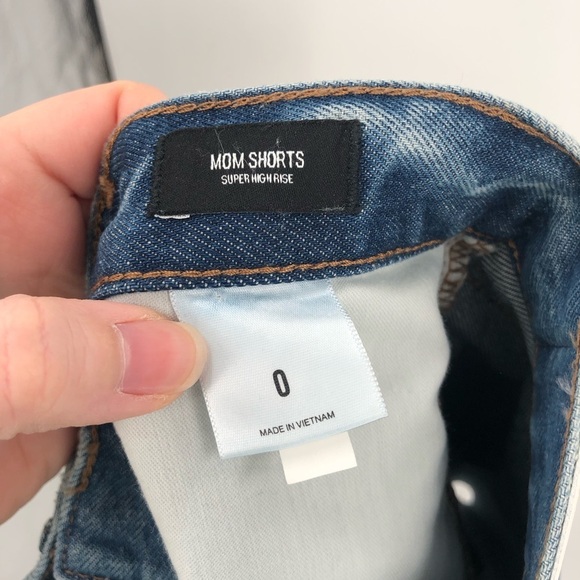 MOM SHORTS
SUPER HIGH RISE
0
MADE IN VIETNAM